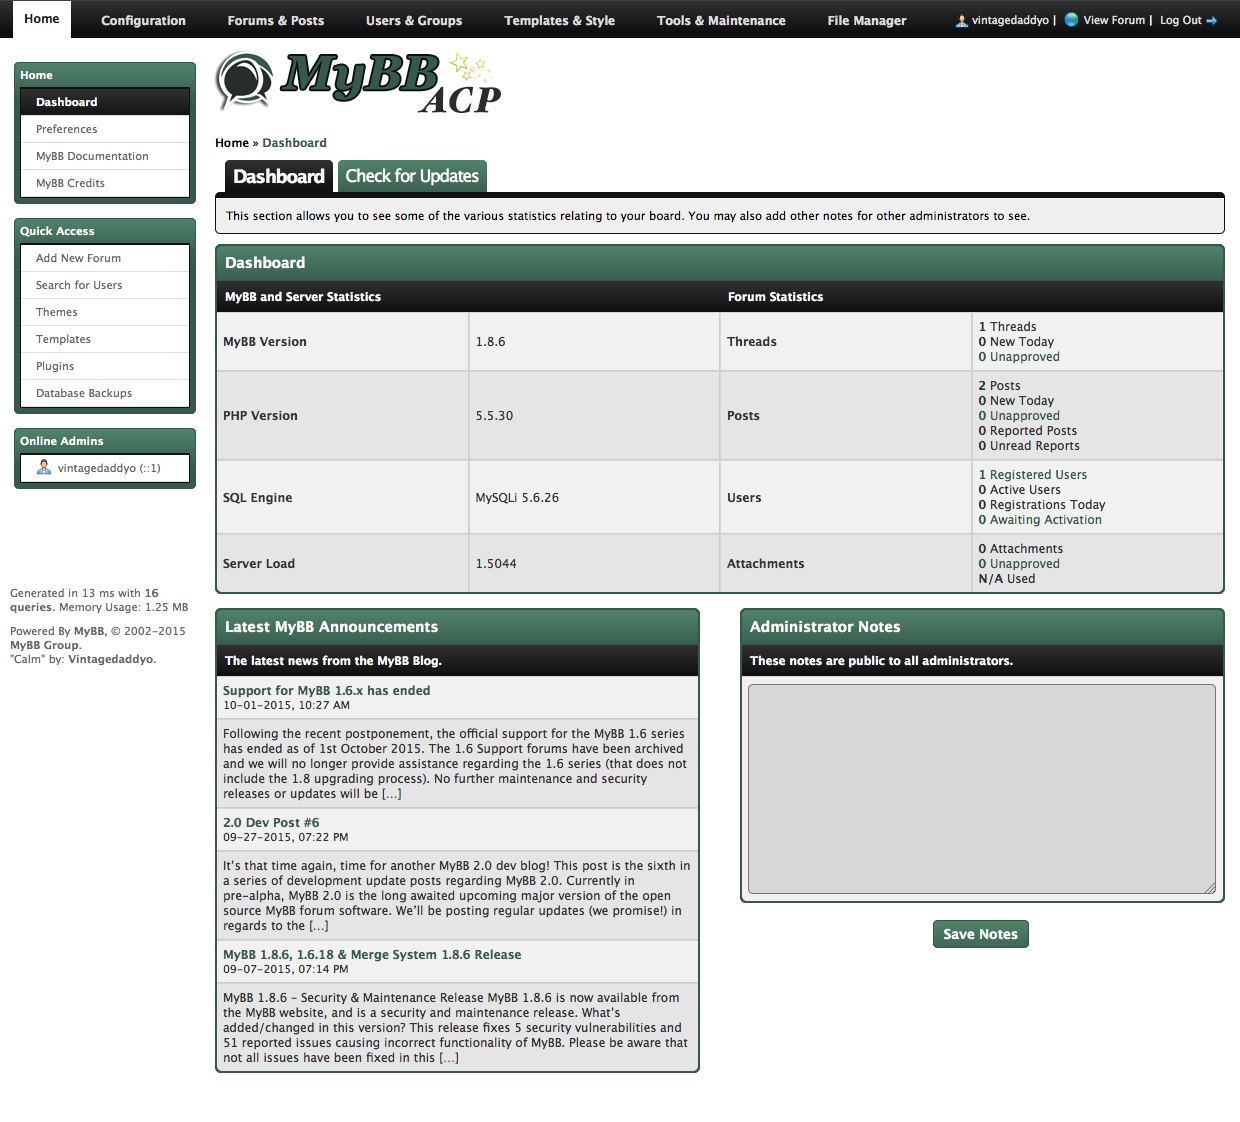 Home Configuration Forums & Posts Users & Groups Templates & Style Tools & Maintenance File Manager vintagedaddyo | View Forum | Log Out
Home
Dashboard
Preferences
MyBB Documentation
MyBB Credits
Quick Access
Add New Forum
Search for Users
Themes
Templates
Plugins
Database Backups
Online Admins
vintagedaddyo (::1)
Generated in 13 ms with 16
queries. Memory Usage: 1.25 MB
Powered By MyBB, © 2002-2015
MyBB Group.
"Calm" by: Vintagedaddyo.
MyBB
ACP
Home » Dashboard
Dashboard Check for Updates
This section allows you to see some of the various statistics relating to your board. You may also add other notes for other administrators to see.
Dashboard
MyBB and Server Statistics Forum Statistics
MyBB Version 1.8.6 Threads
1 Threads
0 New Today
0 Unapproved
PHP Version 5.5.30 Posts
2 Posts
0 New Today
0 Unapproved
0 Reported Posts
0 Unread Reports
SQL Engine MySQLi 5.6.26 Users
1 Registered Users
0 Active Users
0 Registrations Today
0 Awaiting Activation
Server Load 1.5044 Attachments
0 Attachments
0 Unapproved
N/A Used
Latest MyBB Announcements
The latest news from the MyBB Blog.
Support for MyBB 1.6.x has ended
10-01-2015, 10:27 AM
Following the recent postponement, the official support for the MyBB 1.6 series
has ended as of 1st October 2015. The 1.6 Support forums have been archived
and we will no longer provide assistance regarding the 1.6 series (that does not
include the 1.8 upgrading process). No further maintenance and security
releases or updates will be [...]
2.0 Dev Post #6
09-27-2015, 07:22 PM
It's that time again, time for another MyBB 2.0 dev blog! This post is the sixth in
a series of development update posts regarding MyBB 2.0. Currently in
pre-alpha, MyBB 2.0 is the long awaited upcoming major version of the open
source MyBB forum software. We'll be posting regular updates (we promise!) in
regards to the [...]
MyBB 1.8.6, 1.6.18 & Merge System 1.8.6 Release
09-07-2015, 07:14 PM
MyBB 1.8.6 – Security & Maintenance Release MyBB 1.8.6 is now available from
the MyBB website, and is a security and maintenance release. What's
added/changed in this version? This release fixes 5 security vulnerabilities and
51 reported issues causing incorrect functionality of MyBB. Please be aware that
not all issues have been fixed in this [...]
Administrator Notes
These notes are public to all administrators.
Save Notes